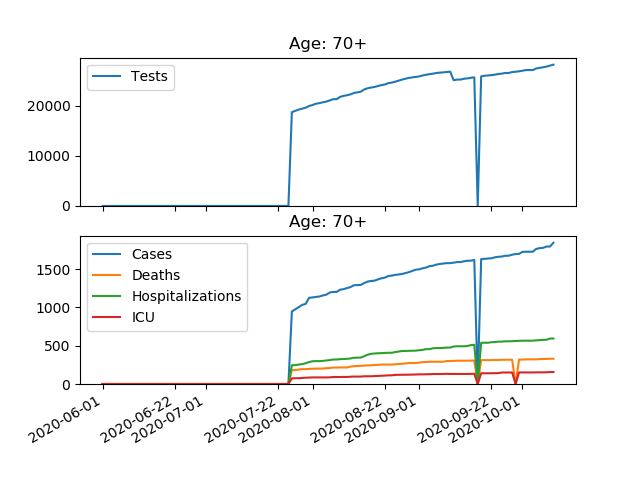 Age: 70+
Tests
20000
10000
0
Age: 70+
Cases
Deaths
Hospitalizations
ICU
1500
1000
500
0
2020-06-01
2020-06-22
2020-07-01
2020-07-22
2020-08-01
2020-08-22
2020-09-01
2020-09-22
2020-10-01